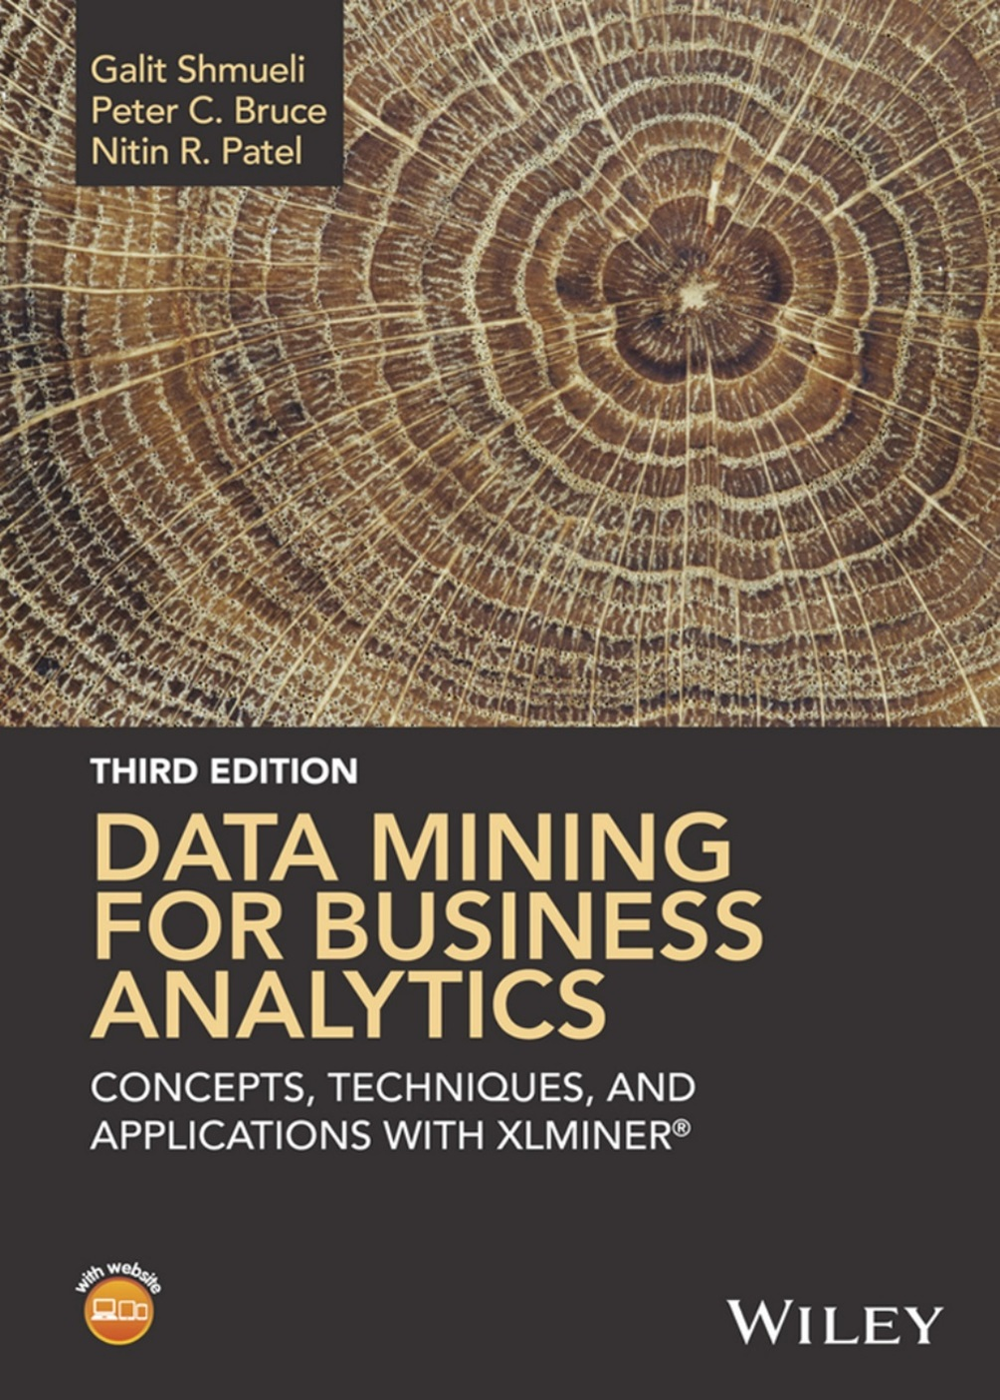 Galit Shmueli
Peter C. Bruce
Nitin R. Patel
THIRD EDITION
DATA MINING
FOR BUSINESS
ANALYTICS
CONCEPTS, TECHNIQUES, AND
APPLICATIONS WITH XLMINER®
with website
WILEY